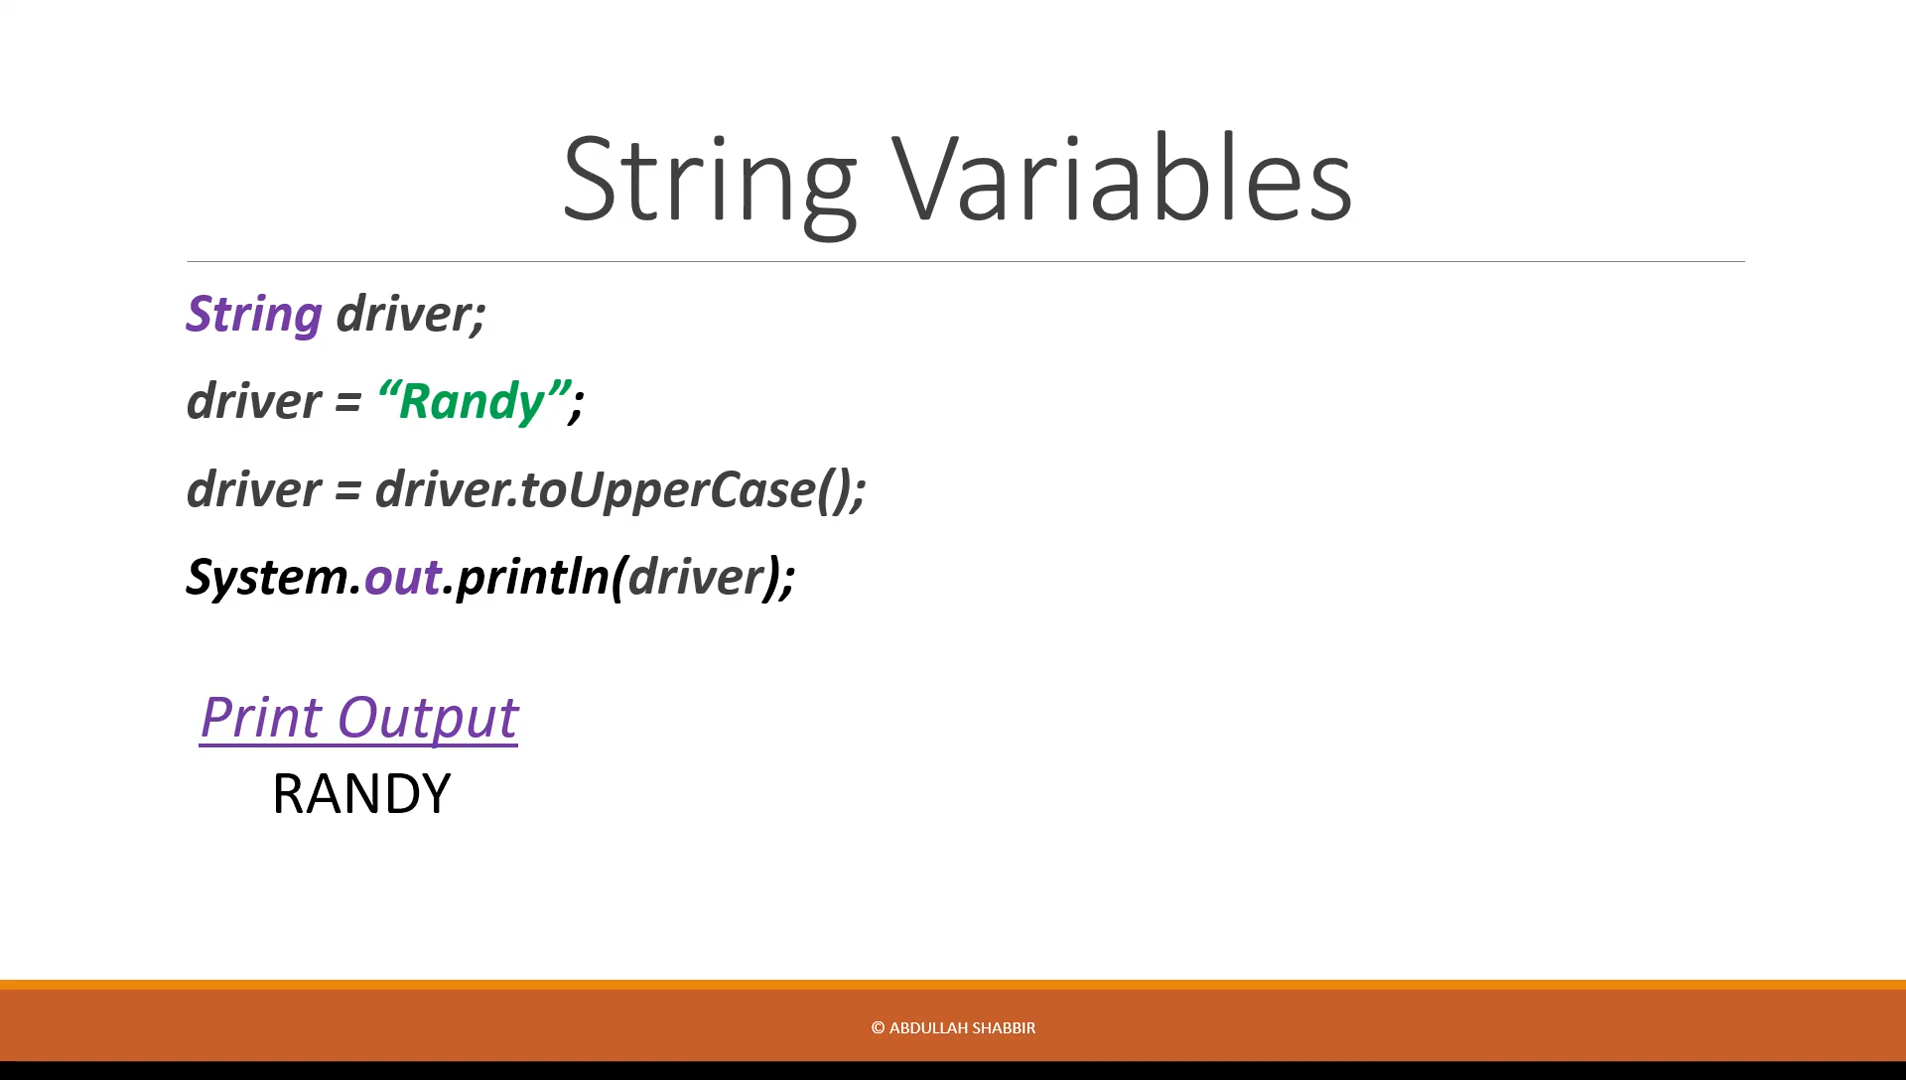 String Variables
String driver;
driver = “Randy”;
driver = driver.toUpperCase();
System.out.println(driver);
Print Output
RANDY
© ABDULLAH SHABBIR